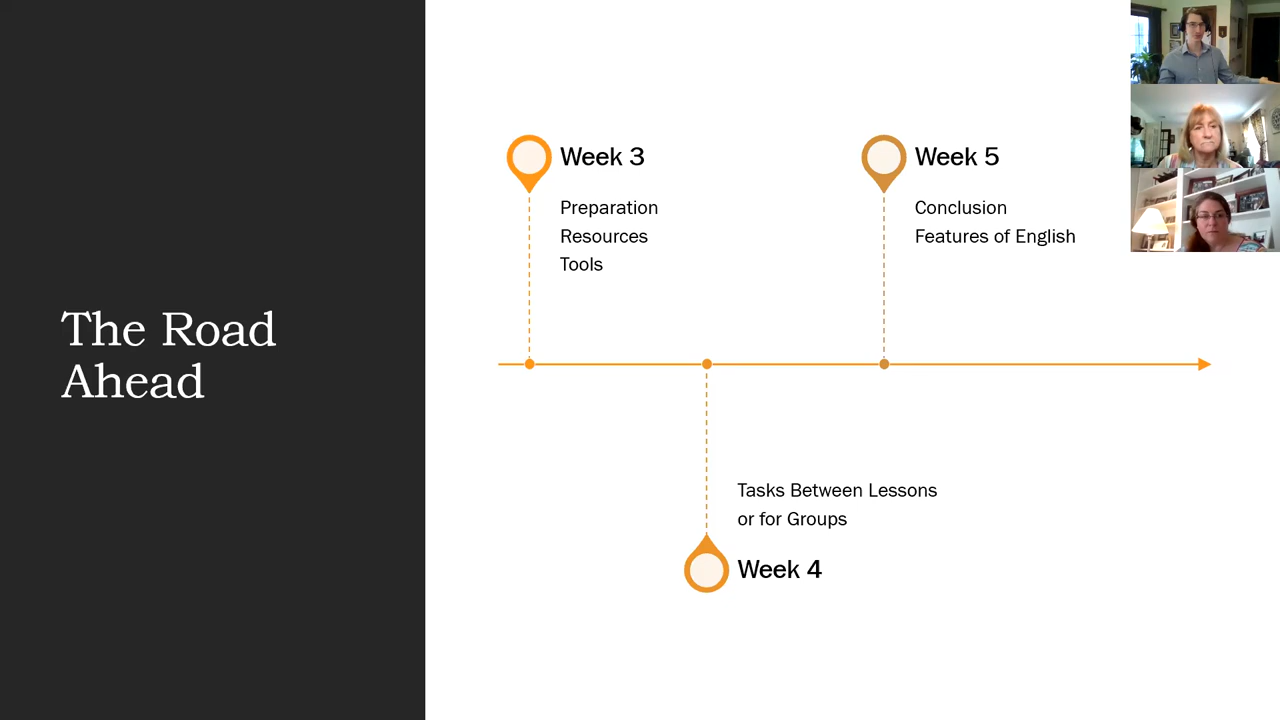 The Road
Ahead
Week 3
Preparation
Resources
Tools
Tasks Between Lessons
or for Groups
Week 4
Week 5
Conclusion
Features of English